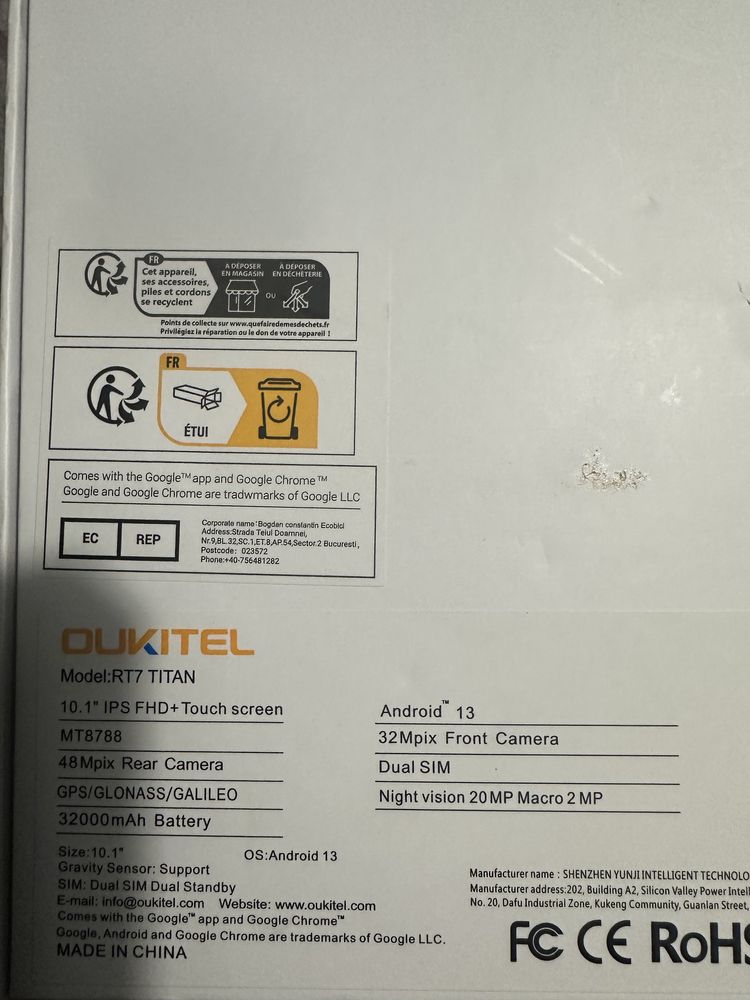 FR
Cet appareil,
ses accessoires,
piles et cordons
se recyclent
À DÉPOSER
EN MAGASIN
OU
À DÉPOSER
EN DÉCHÈTERIE
Points de collecte sur www.quefairedemesdechets.fr
Privilégiez la réparation ou le don de votre appareil !
FR
ÉTUI
Comes with the Google™ app and Google Chrome™
Google and Google Chrome are tradwmarks of Google LLC
EC REP
Corporate name:Bogdan constantin Ecobici
Address:Strada Teiul Doamnei,
Nr.9,BL.32,SC.1,ET.8,AP.54,Sector.2 Bucuresti,
Postcode: 023572
Phone:+40-756481282
OUKITEL
Model:RT7 TITAN
10.1" IPS FHD+Touch screen
MT8788
48Mpix Rear Camera
GPS/GLONASS/GALILEO
32000mAh Battery
Android™ 13
32Mpix Front Camera
Dual SIM
Night vision 20MP Macro 2MP
Size:10.1" OS:Android 13
Gravity Sensor: Support
SIM: Dual SIM Dual Standby
E-mail: info@oukitel.com Website: www.oukitel.com
Comes with the Google™ app and Google Chrome™
Google, Android and Google Chrome are trademarks of Google LLC.
MADE IN CHINA
Manufacturer name : SHENZHEN YUNJI INTELLIGENT TECHNOLO
Manufacturer address:202, Building A2, Silicon Valley Power Intell
No. 20, Dafu Industrial Zone, Kukeng Community, Guanlan Street,
FC CE RoHS